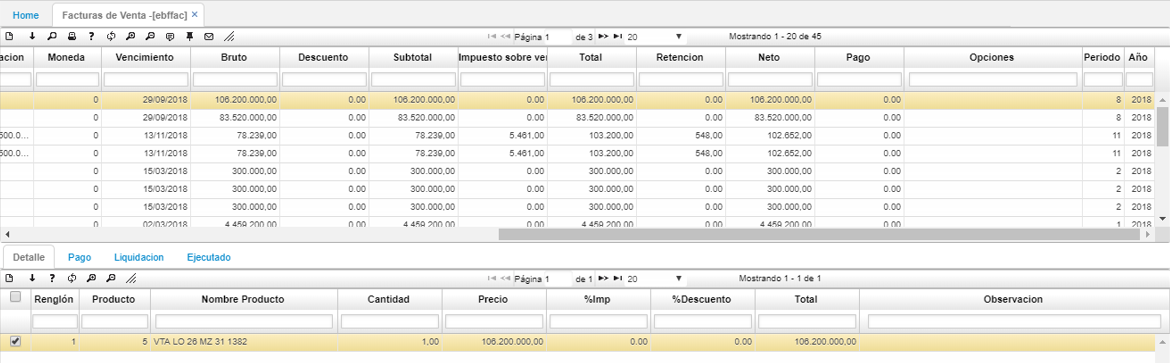 Home Facturas de Venta -[ebffac] ×
Página 1 de 3 20 Mostrando 1 - 20 de 45
acion Moneda Vencimiento Bruto Descuento Subtotal Impuesto sobre ver Total Retencion Neto Pago Opciones Periodo Año
0 29/09/2018 106.200.000,00 0.00 106.200.000,00 0.00 106.200.000,00 0.00 106.200.000,00 0.00 8 2018
0 29/09/2018 83.520.000,00 0.00 83.520.000,00 0.00 83.520.000,00 0.00 83.520.000,00 0.00 8 2018
500.0... 0 13/11/2018 78.239,00 0.00 78.239,00 5.461,00 103.200,00 548,00 102.652,00 0.00 11 2018
500.0... 0 13/11/2018 78.239,00 0.00 78.239,00 5.461,00 103.200,00 548,00 102.652,00 0.00 11 2018
0 15/03/2018 300.000,00 0.00 300.000,00 0.00 300.000,00 0.00 300.000,00 0.00 2 2018
0 15/03/2018 300.000,00 0.00 300.000,00 0.00 300.000,00 0.00 300.000,00 0.00 2 2018
0 15/03/2018 300.000,00 0.00 300.000,00 0.00 300.000,00 0.00 300.000,00 0.00 2 2018
0 02/03/2018 4.459.200,00 0.00 4.459.200,00 0.00 4.459.200,00 0.00 4.459.200,00 0.00 1 2018
Detalle Pago Liquidacion Ejecutado
Página 1 de 1 20 Mostrando 1 - 1 de 1
Renglón Producto Nombre Producto Cantidad Precio %Imp %Descuento Total Observacion
1 5 VTA LO 26 MZ 31 1382 1,00 106.200.000,00 0.00 0.00 106.200.000,00